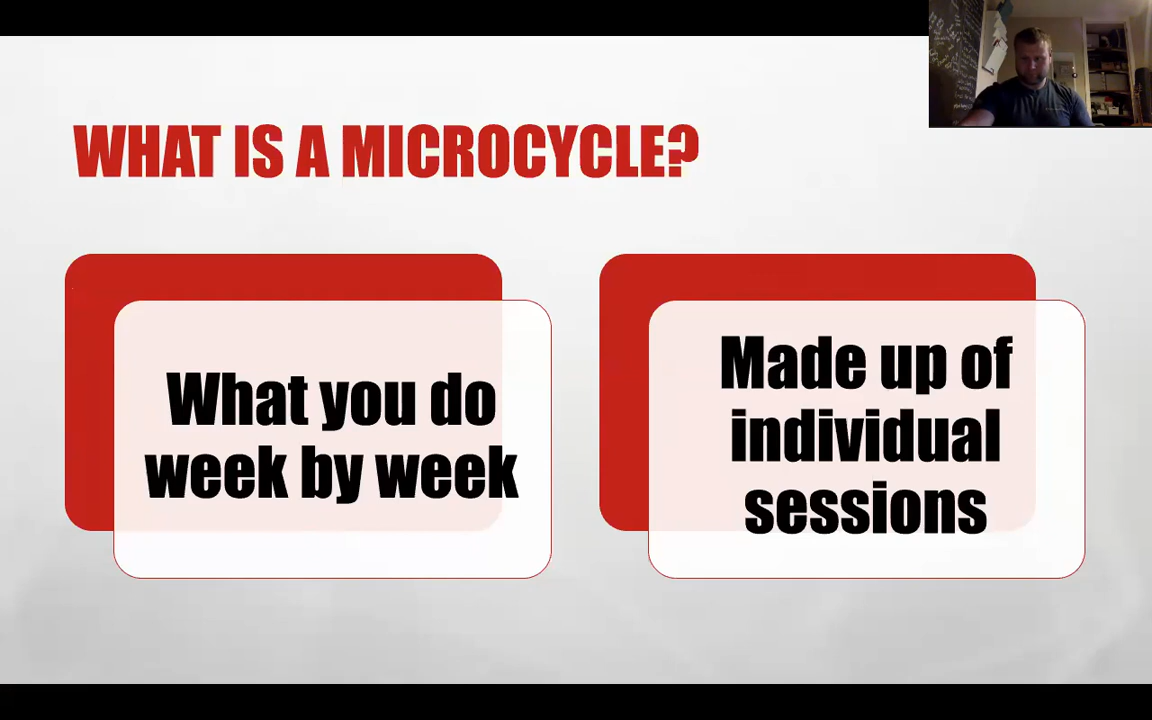 WHAT IS A MICROCYCLE?
What you do
week by week
Made up of
individual
sessions